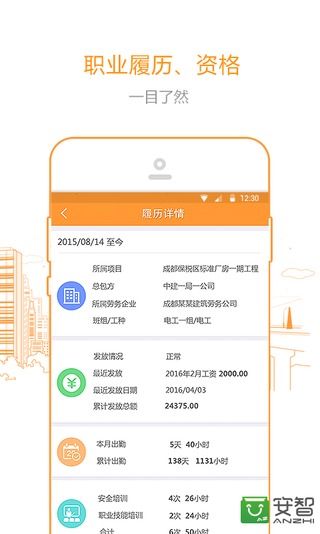 职业履历、资格
一目了然
12:30
履历详情
2015/08/14 至今
所属项目 成都保税区标准厂房一期工程
总包方 中建一局一公司
所属劳务企业 成都某某建筑劳务公司
班组/工种 电工一组/电工
发放情况 正常
最近发放 2016年2月工资 2000.00
最近发放日期 2016/04/03
累计发放总额 24375.00
本月出勤 5天 40小时
累计出勤 138天 1131小时
安全培训 4次 26小时
职业技能培训 2次 24小时
合计 6次 50小时
安智
ANZHI